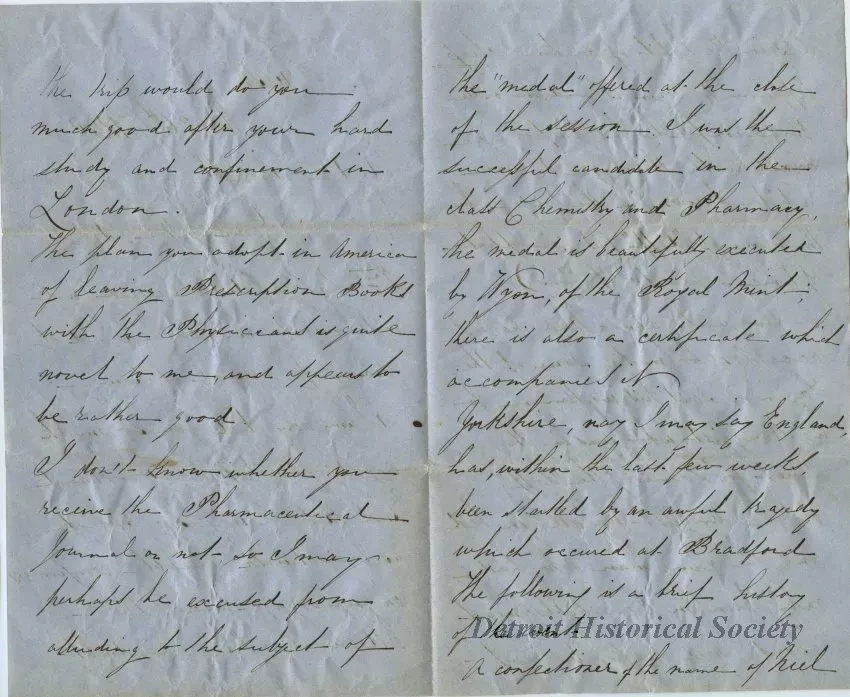 the trip would do you
much good after your hard
study and confinement in
London.
The plan you adopt in America
of leaving Prescription Books
with the Physicians is quite
novel to me, and appears to
be rather good
I don't know whether you
receive the Pharmaceutical
Journal or not, so I may
perhaps be excused from
alluding to the subject of
the "medal" offered at the close
of the session. I was the
successful candidate in the
class Chemistry and Pharmacy,
the medal is beautifully executed
by Wyon, of the Royal Mint;
there is also a certificate which
accompanies it
Yorkshire, nay I may say England,
has, within the last few weeks,
been startled by an awful tragedy
which occured at Bradford
The following is a brief history
of the event
A confectioner of the name of Niel
Detroit Historical Society